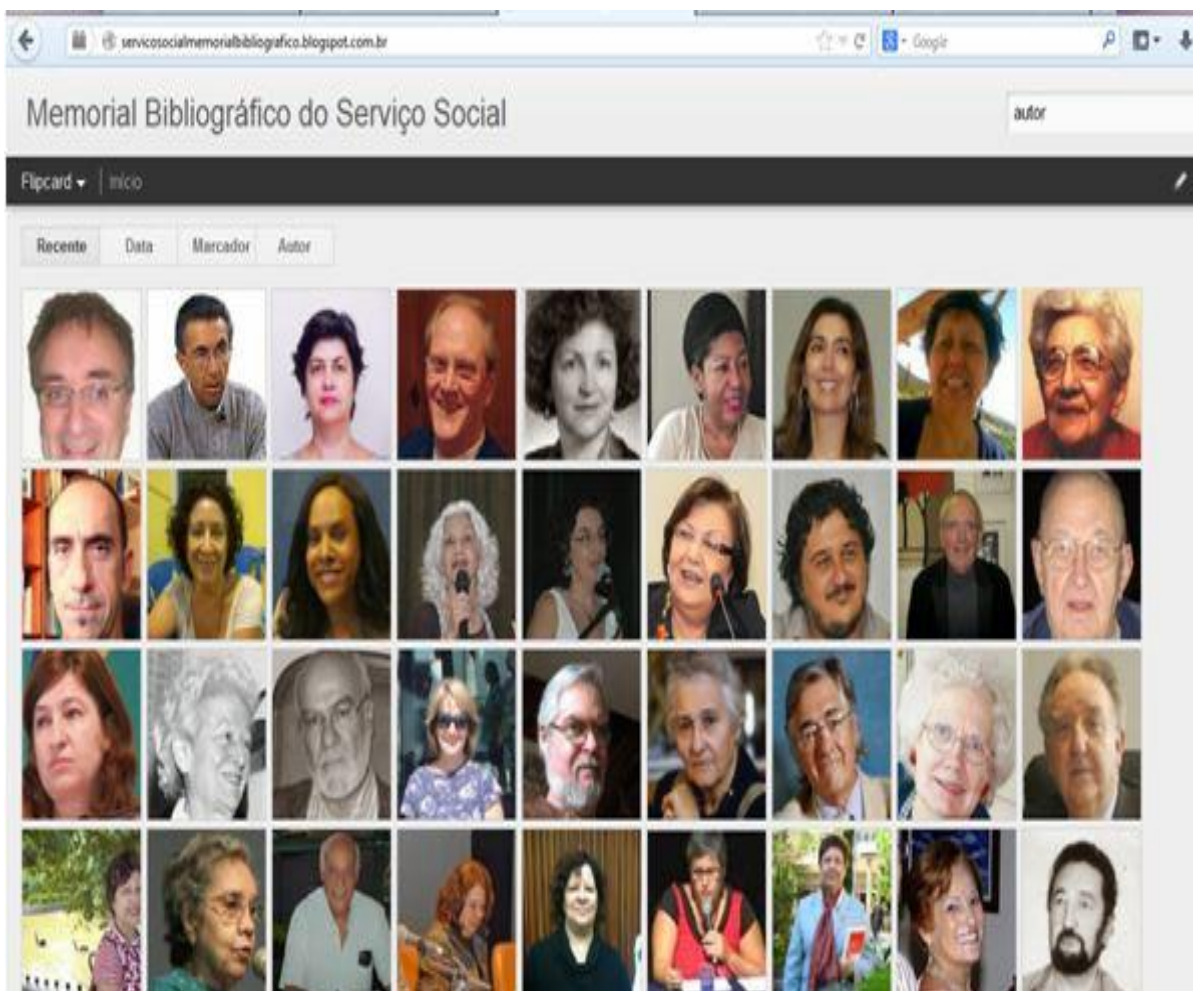 servicosocialmemorialbibliografico.blogspot.com.br
Google
Memorial Bibliográfico do Serviço Social
autor
Flipcard
Início
Recente Data Marcador Autor